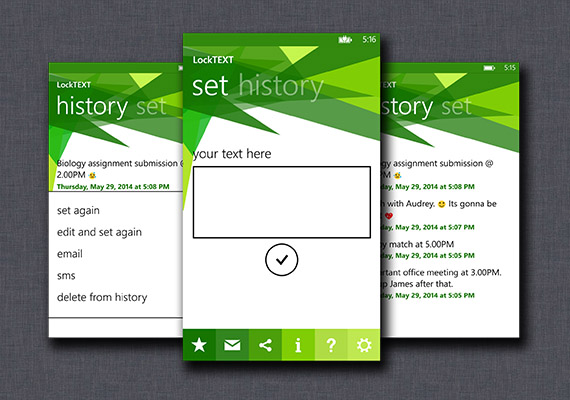 LockTEXT
history set
Biology assignment submission @
2.00PM
Thursday, May 29, 2014 at 5:08 PM
set again
edit and set again
email
sms
delete from history
5:16
LockTEXT
set history
your text here
5:15
history set
assignment submission @
May 29, 2014 at 5:08 PM
with Audrey. 😊 Its gonna be
❤
May 29, 2014 at 5:07 PM
match at 5.00PM
May 29, 2014 at 5:05 PM
office meeting at 3.00PM.
James after that.
May 29, 2014 at 5:05 PM